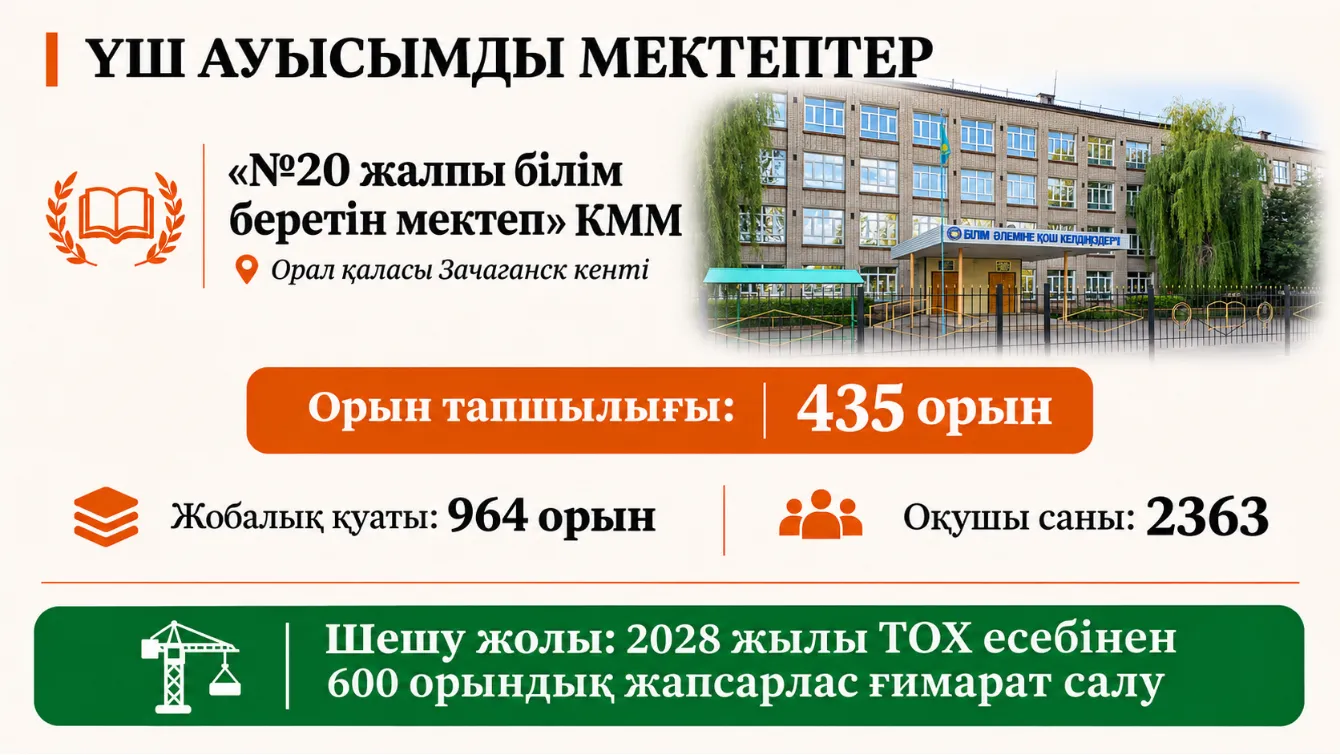 ҮШ АУЫСЫМДЫ МЕКТЕПТЕР
«№20 жалпы білім
беретін мектеп» КММ
Орал қаласы Зачаганск кенті
БІЛІМ ӘЛЕМІНЕ ҚОШ КЕЛДІҢІЗДЕР!
Орын тапшылығы: 435 орын
Жобалық қуаты: 964 орын
Оқушы саны: 2363
Шешу жолы: 2028 жылы ТОХ есебінен
600 орындық жапсарлас ғимарат салу